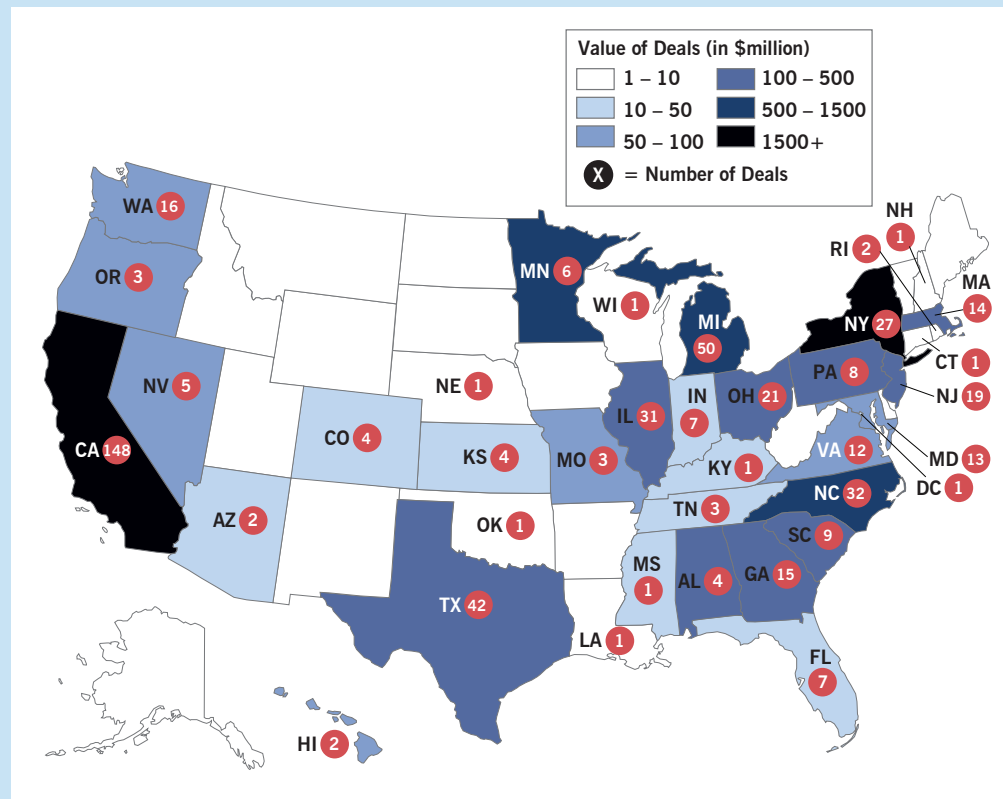 Value of Deals (in $million)
1 – 10
100 – 500
10 – 50
500 – 1500
50 – 100
1500+
X = Number of Deals
NH
1
RI 2
WA 16
MA
14
OR 3
MN 6
WI 1
MI
50
NY 27
CT 1
PA 8
NV 5
NE 1
NJ 19
IN
7
OH 21
IL 31
CO 4
CA 148
KS 4
MO 3
VA 12
MD 13
KY 1
DC 1
NC 32
TN 3
AZ 2
OK 1
SC 9
MS
1
AL 4
GA 15
TX 42
LA 1
FL
7
HI 2